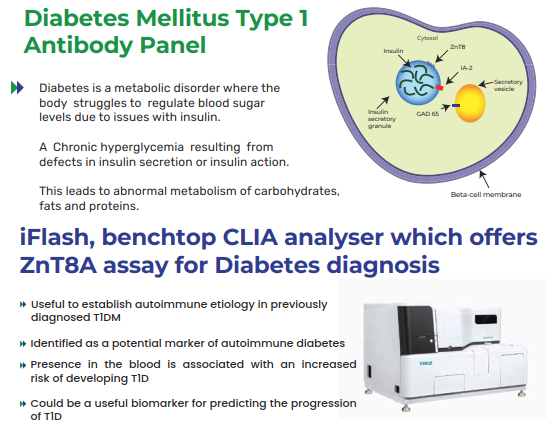 Diabetes Mellitus Type 1
Antibody Panel
Diabetes is a metabolic disorder where the
body struggles to regulate blood sugar
levels due to issues with insulin.
A Chronic hyperglycemia resulting from
defects in insulin secretion or insulin action.
This leads to abnormal metabolism of carbohydrates,
fats and proteins.
Cytosol
Insulin
ZnT8
IA-2
Secretory
vesicle
Insulin
secretory
granule
GAD 65
Beta-cell membrane
iFlash, benchtop CLIA analyser which offers
ZnT8A assay for Diabetes diagnosis
Useful to establish autoimmune etiology in previously
diagnosed T1DM
Identified as a potential marker of autoimmune diabetes
Presence in the blood is associated with an increased
risk of developing T1D
Could be a useful biomarker for predicting the progression
of T1D
YHLO